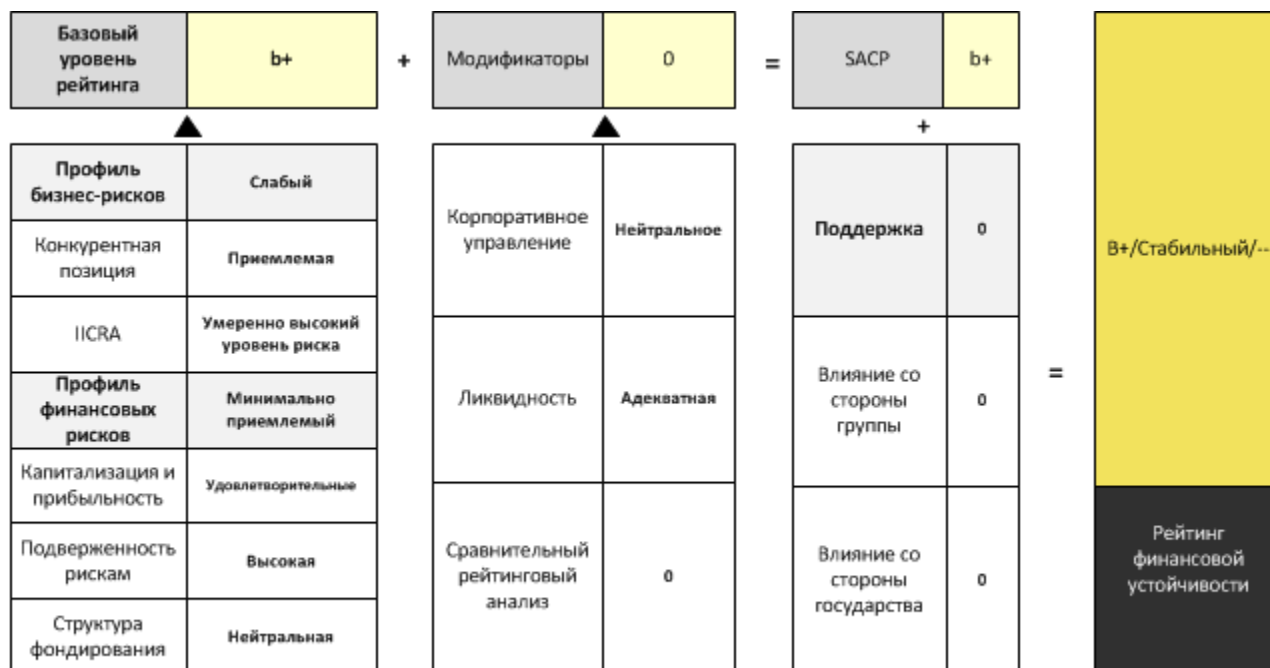 Базовый
уровень
рейтинга
b+
+
Модификаторы
0
=
SACP
b+
Профиль
бизнес-рисков
Слабый
Конкурентная
позиция
Приемлемая
IICRA
Умеренно высокий
уровень риска
Профиль
финансовых
рисков
Минимально
приемлемый
Капитализация и
прибыльность
Удовлетворительные
Подверженность
рискам
Высокая
Структура
фондирования
Нейтральная
Корпоративное
управление
Нейтральное
Ликвидность
Адекватная
Сравнительный
рейтинговый
анализ
0
+
Поддержка
0
Влияние со
стороны
группы
0
Влияние со
стороны
государства
0
=
B+/Стабильный/--
Рейтинг
финансовой
устойчивости